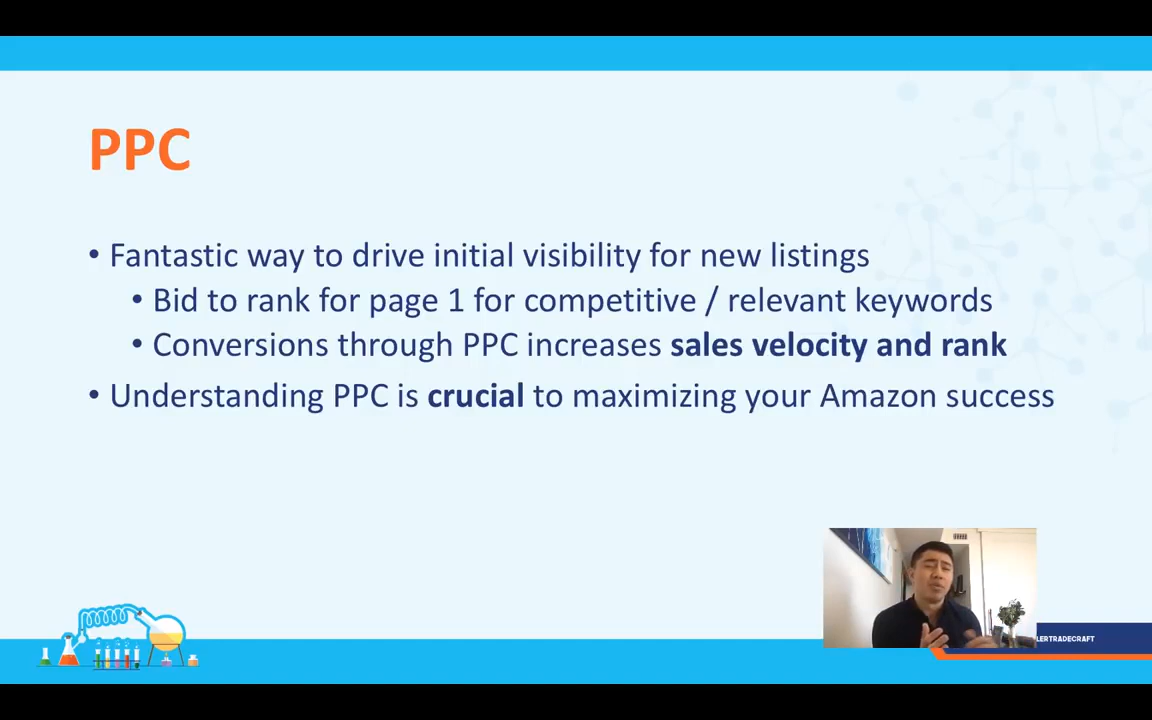 PPC
• Fantastic way to drive initial visibility for new listings
• Bid to rank for page 1 for competitive / relevant keywords
• Conversions through PPC increases sales velocity and rank
• Understanding PPC is crucial to maximizing your Amazon success
LERTRADECRAFT